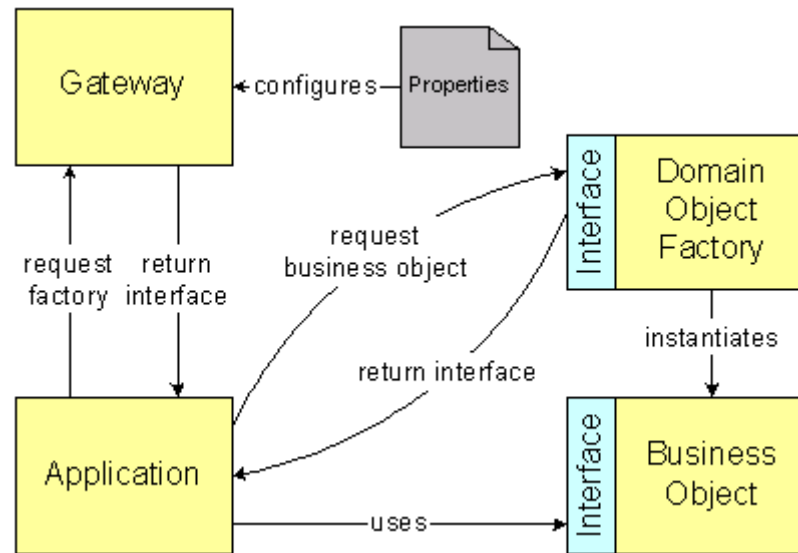 Gateway
configures
Properties
Interface
Domain
Object
Factory
request
factory
return
interface
request
business object
return interface
instantiates
Application
uses
Interface
Business
Object